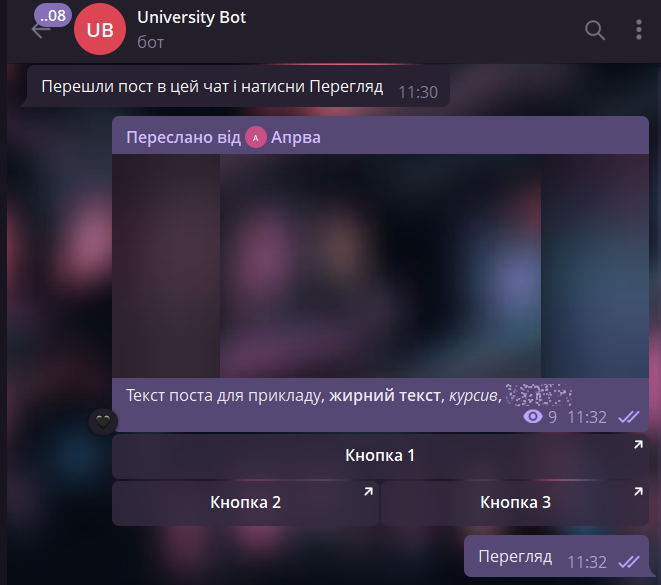 ..08
UB
University Bot
бот
Перешли пост в цей чат і натисни Перегляд 11:30
Переслано від А Апрва
Текст поста для прикладу, жирний текст, курсив,
9 11:32
Кнопка 1
Кнопка 2 Кнопка 3
Перегляд 11:32